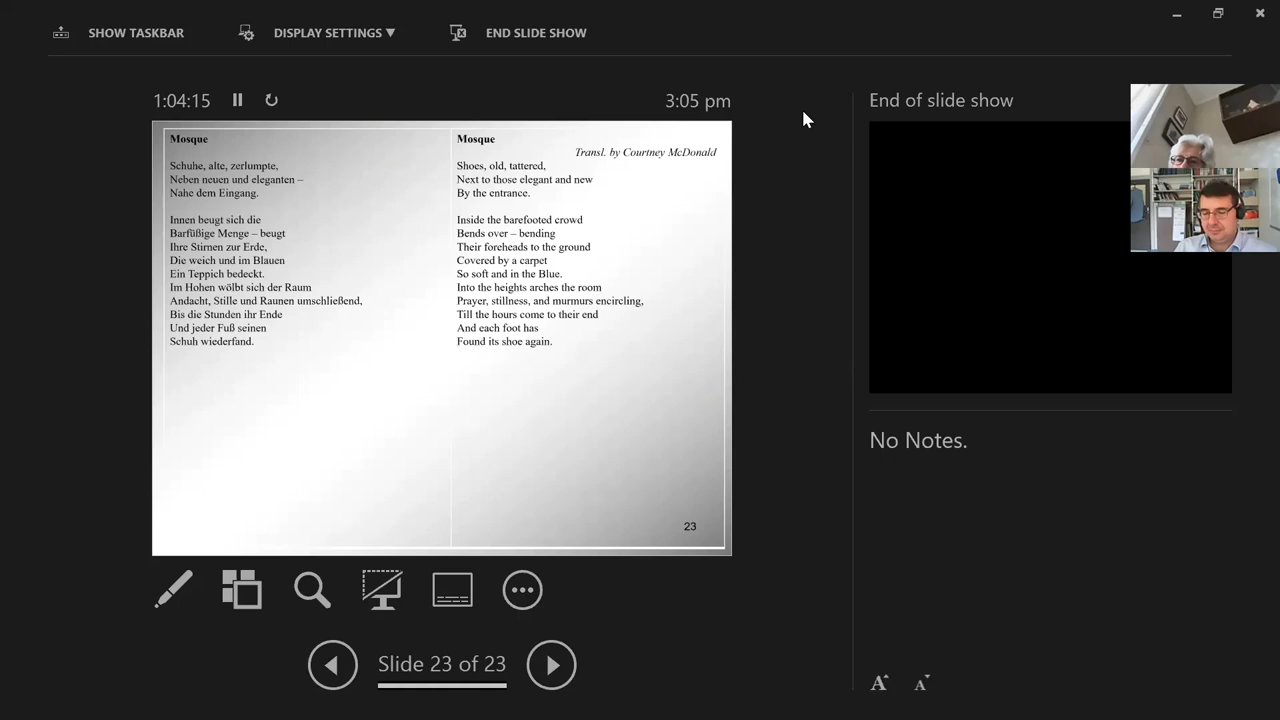 SHOW TASKBAR
DISPLAY SETTINGS ▼
END SLIDE SHOW
1:04:15
3:05 pm
End of slide show
Mosque
Schuhe, alte, zerlumpte,
Neben neuen und eleganten –
Nahe dem Eingang.
Innen beugt sich die
Barfüßige Menge – beugt
Ihre Stirnen zur Erde,
Die weich und im Blauen
Ein Teppich bedeckt.
Im Hohen wölbt sich der Raum
Andacht, Stille und Raunen umschließend,
Bis die Stunden ihr Ende
Und jeder Fuß seinen
Schuh wiederfand.
Mosque
Transl. by Courtney McDonald
Shoes, old, tattered,
Next to those elegant and new
By the entrance.
Inside the barefooted crowd
Bends over – bending
Their foreheads to the ground
Covered by a carpet
So soft and in the Blue.
Into the heights arches the room
Prayer, stillness, and murmurs encircling,
Till the hours come to their end
And each foot has
Found its shoe again.
23
No Notes.
Slide 23 of 23
A A